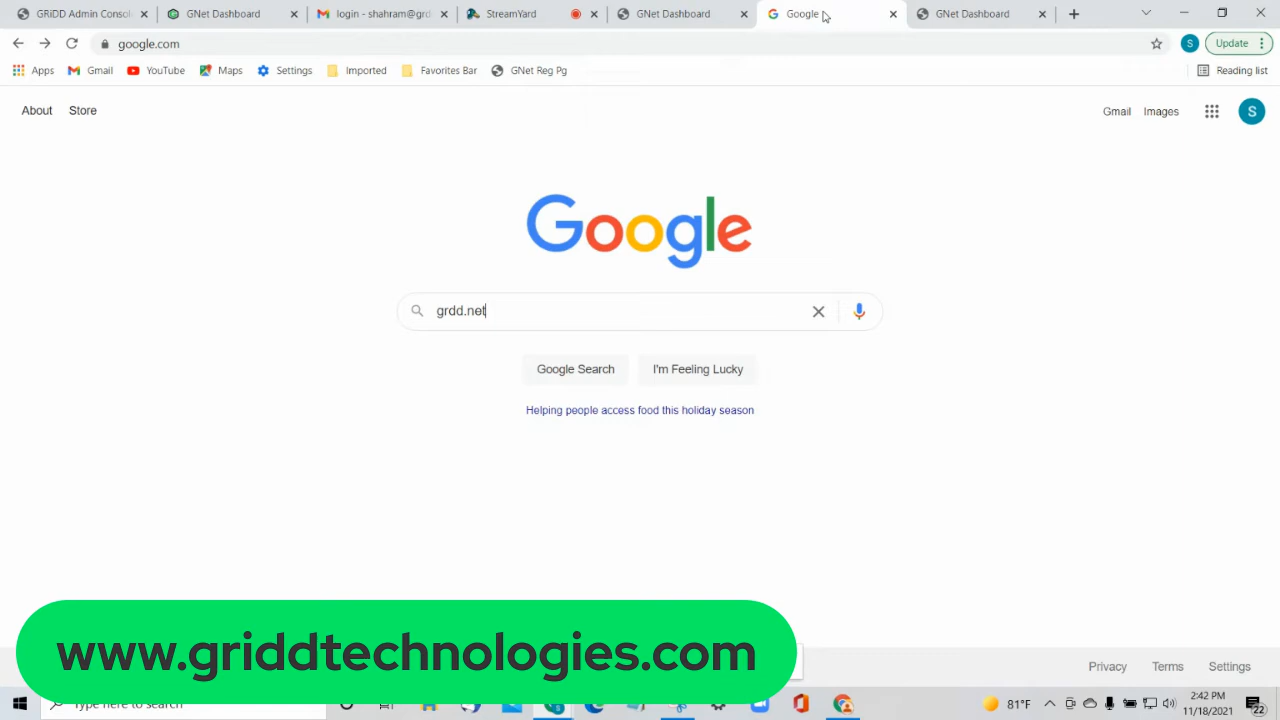 GRiDD Admin Consol
GNet Dashboard
login - shahram@grd
StreamYard
GNet Dashboard
Google
GNet Dashboard
google.com
S
Update
Apps
Gmail
YouTube
Maps
Settings
Imported
Favorites Bar
GNet Reg Pg
Reading list
About
Store
Gmail
Images
S
Google
grdd.net
Google Search
I'm Feeling Lucky
Helping people access food this holiday season
www.griddtechnologies.com
Privacy
Terms
Settings
Type here to search
81°F
2:42 PM
11/18/2021
22